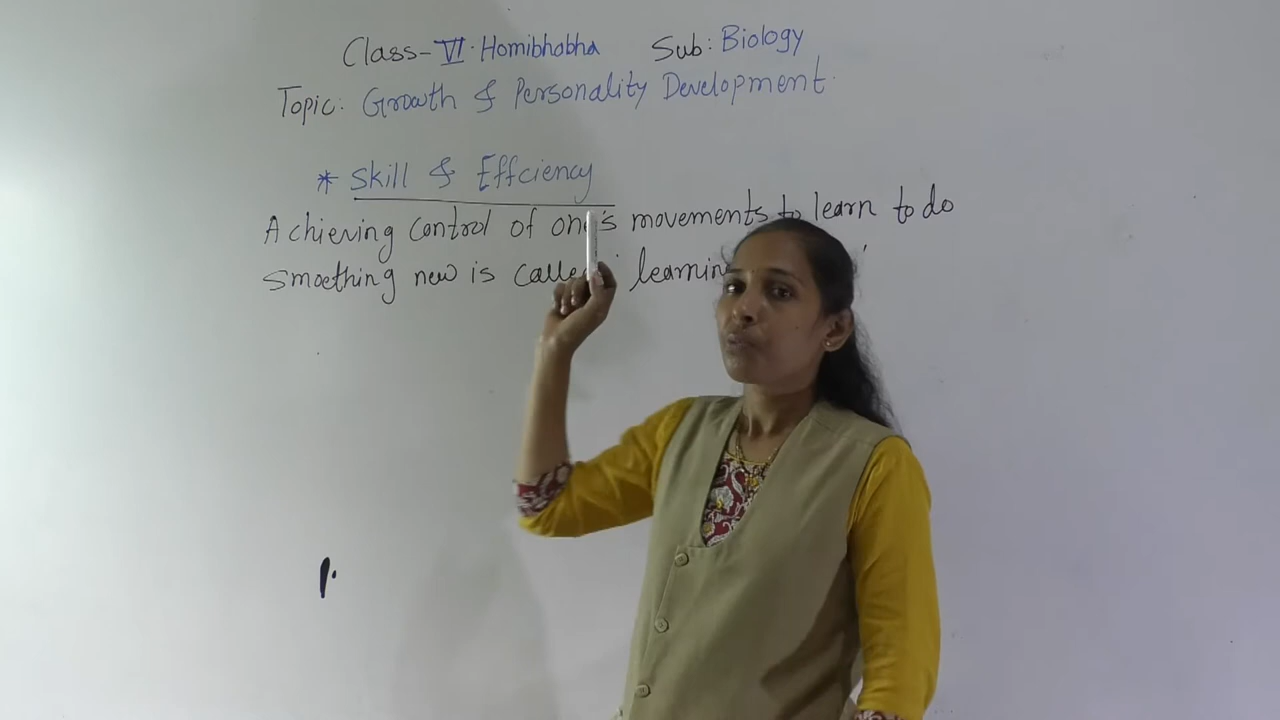 Class-VI. Homibhabha Sub: Biology
Topic: Growth & Personality Development
* Skill & Effciency
Achieving control of one's movements to learn to do
smoething new is called ' learning